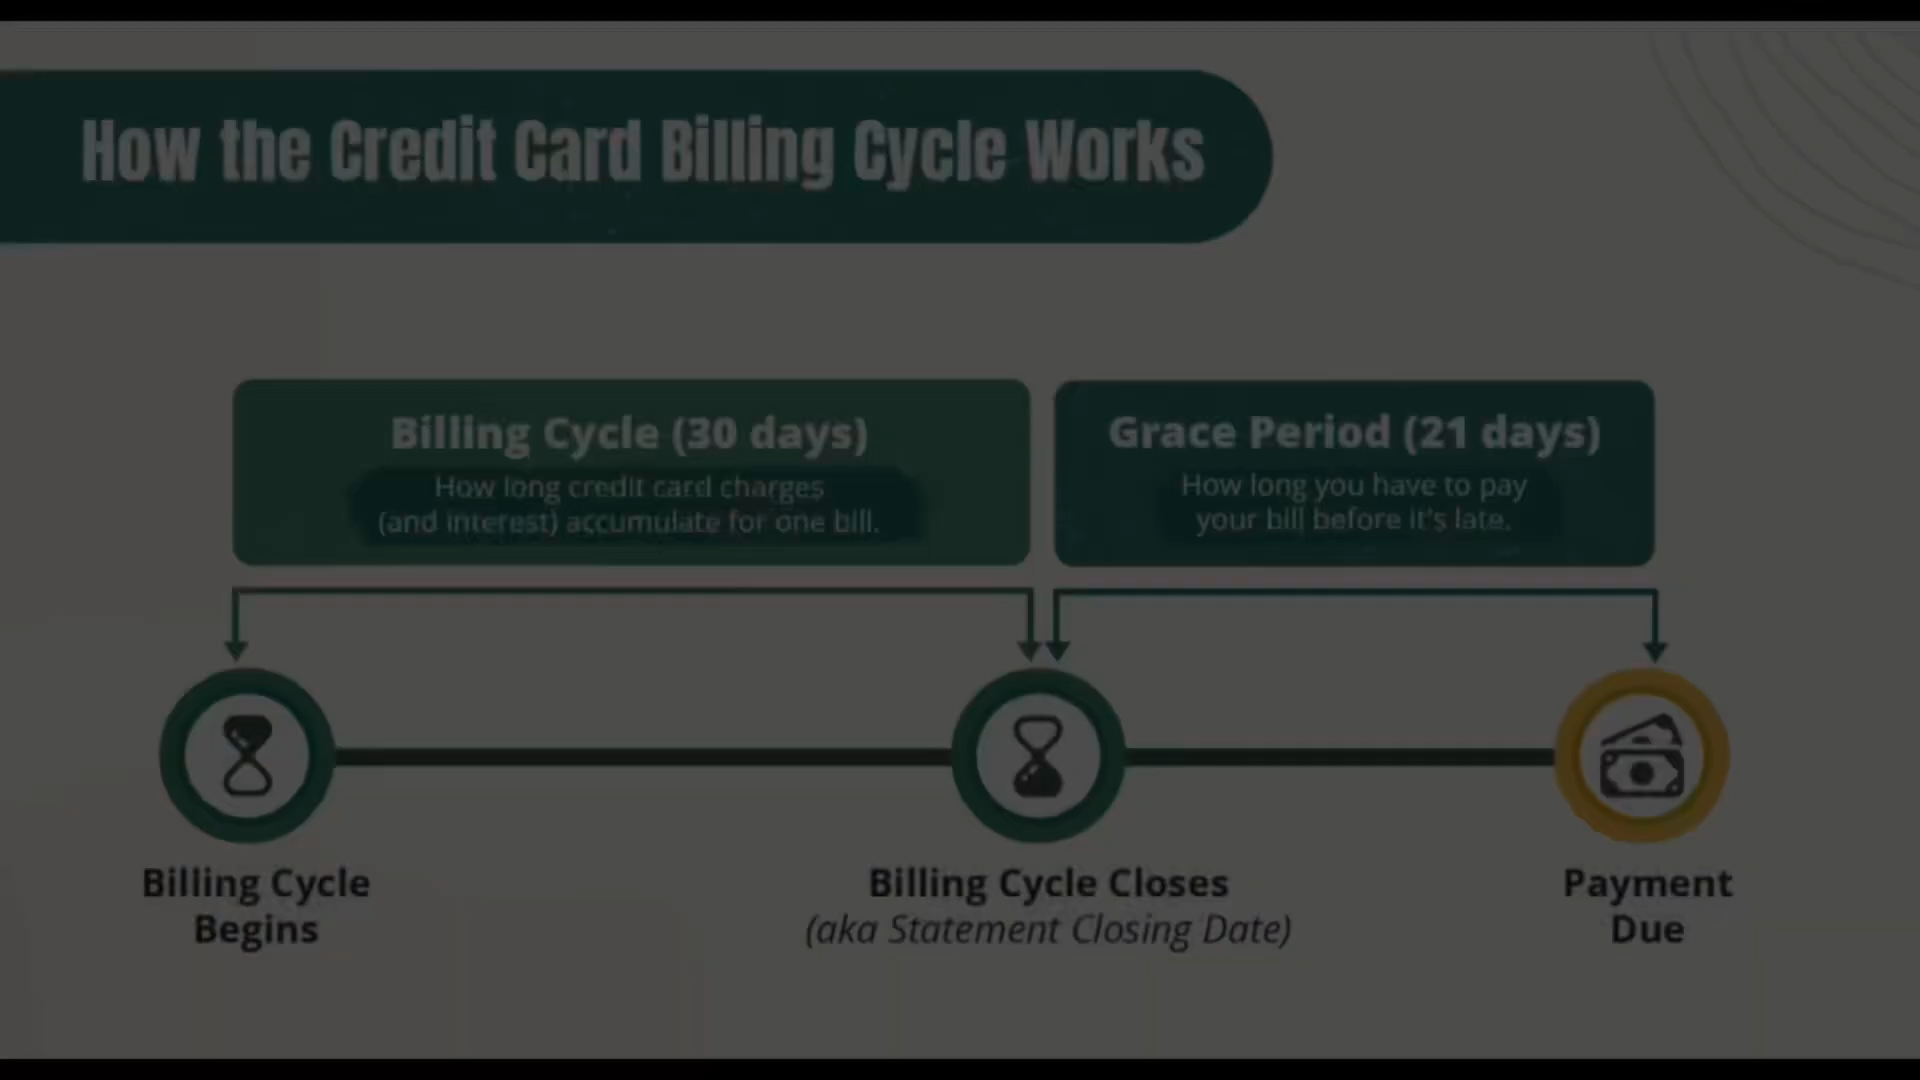 How the Credit Card Billing Cycle Works
Billing Cycle (30 days)
How long credit card charges
(and interest) accumulate for one bill.
Grace Period (21 days)
How long you have to pay
your bill before it's late.
Billing Cycle
Begins
Billing Cycle Closes
(aka Statement Closing Date)
Payment
Due